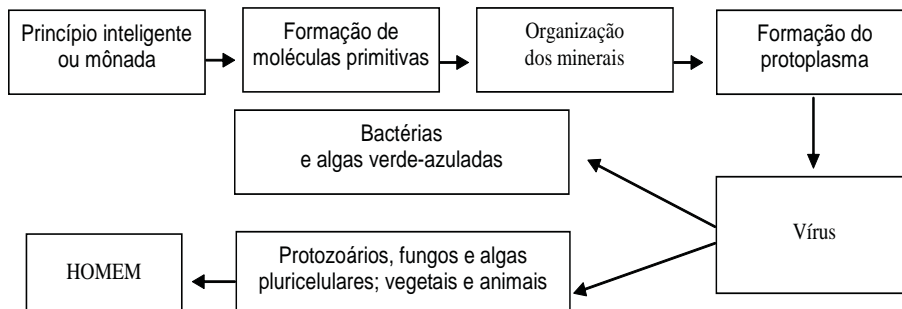 Princípio inteligente
ou mônada
Formação de
moléculas primitivas
Organização
dos minerais
Formação do
protoplasma
Vírus
Bactérias
e algas verde-azuladas
Protozoários, fungos e algas
pluricelulares; vegetais e animais
HOMEM